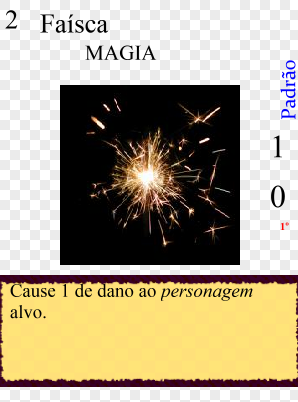 2 Faísca
MAGIA
Padrão
1
0
1º
Cause 1 de dano ao personagem
alvo.